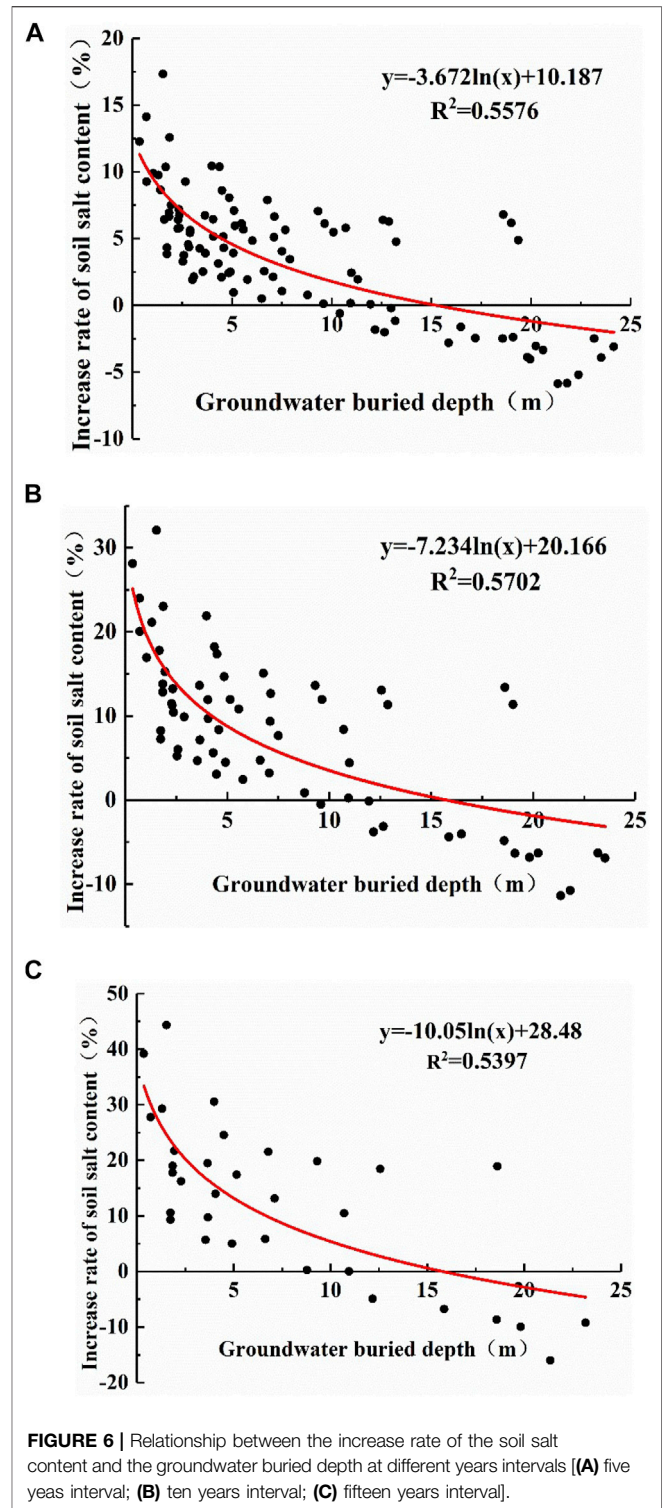 A
Increase rate of soil salt content（%）
20
15
10
5
0
-5
-10
y=-3.672ln(x)+10.187
R²=0.5576
5 10 15 20 25
Groundwater buried depth（m）
B
Increase rate of soil salt content（%）
30
20
10
0
-10
y=-7.234ln(x)+20.166
R²=0.5702
5 10 15 20 25
Groundwater buried depth（m）
C
Increase rate of soil salt content（%）
50
40
30
20
10
0
-10
-20
y=-10.05ln(x)+28.48
R²=0.5397
5 10 15 20 25
Groundwater buried depth（m）
FIGURE 6 | Relationship between the increase rate of the soil salt
content and the groundwater buried depth at different years intervals [(A) five
yeas interval; (B) ten years interval; (C) fifteen years interval].